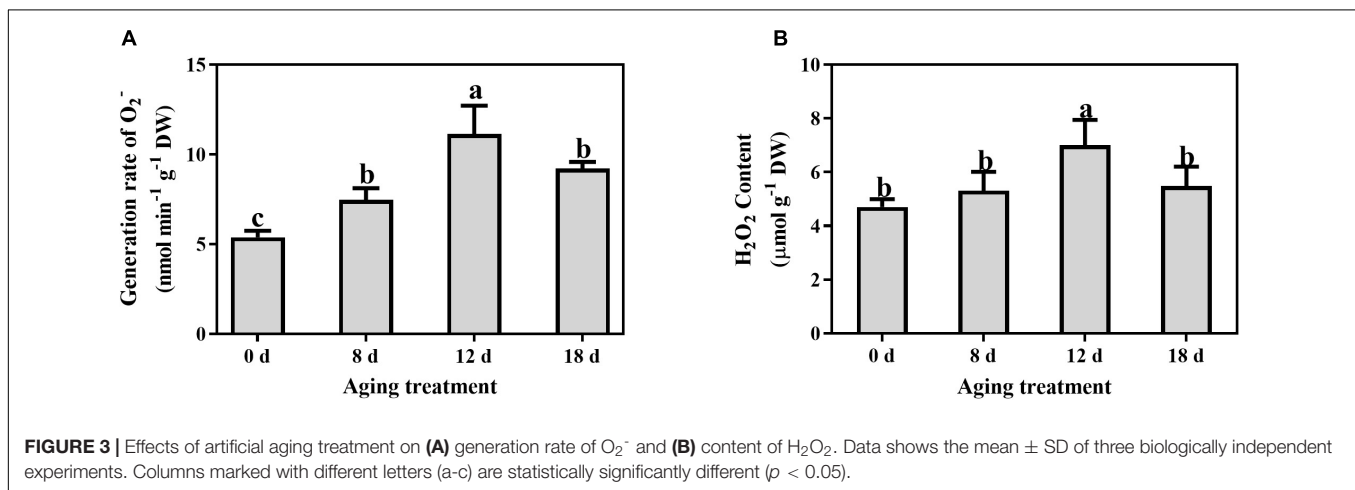 A
Generation rate of O₂⁻
(nmol min⁻¹ g⁻¹ DW)
15
10
5
0
c
b
a
b
0 d 8 d 12 d 18 d
Aging treatment
B
H₂O₂ Content
(μmol g⁻¹ DW)
10
8
6
4
2
0
b
b
a
b
0 d 8 d 12 d 18 d
Aging treatment
FIGURE 3 | Effects of artificial aging treatment on (A) generation rate of O₂⁻ and (B) content of H₂O₂. Data shows the mean ± SD of three biologically independent
experiments. Columns marked with different letters (a-c) are statistically significantly different (p < 0.05).